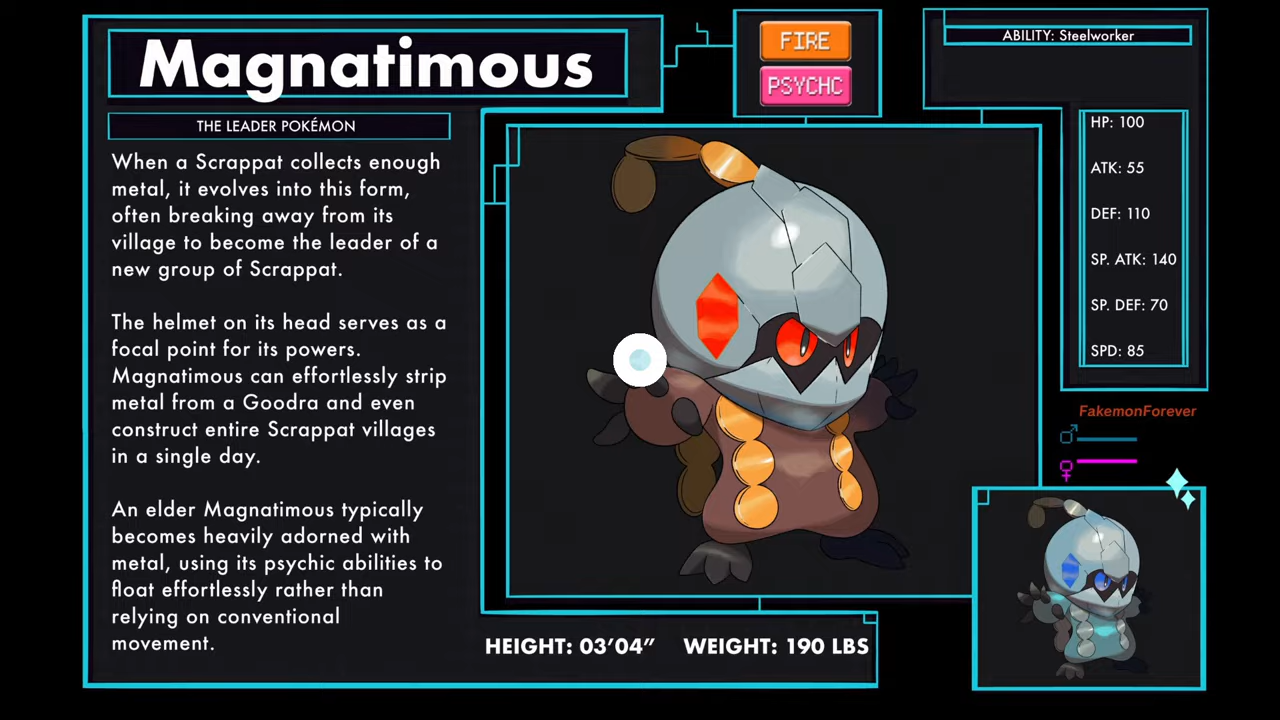 Magnatimous
THE LEADER POKÉMON
When a Scrappat collects enough
metal, it evolves into this form,
often breaking away from its
village to become the leader of a
new group of Scrappat.
The helmet on its head serves as a
focal point for its powers.
Magnatimous can effortlessly strip
metal from a Goodra and even
construct entire Scrappat villages
in a single day.
An elder Magnatimous typically
becomes heavily adorned with
metal, using its psychic abilities to
float effortlessly rather than
relying on conventional
movement.
FIRE
PSYCHC
ABILITY: Steelworker
HP: 100
ATK: 55
DEF: 110
SP. ATK: 140
SP. DEF: 70
SPD: 85
FakemonForever
♂
♀
HEIGHT: 03’04” WEIGHT: 190 LBS